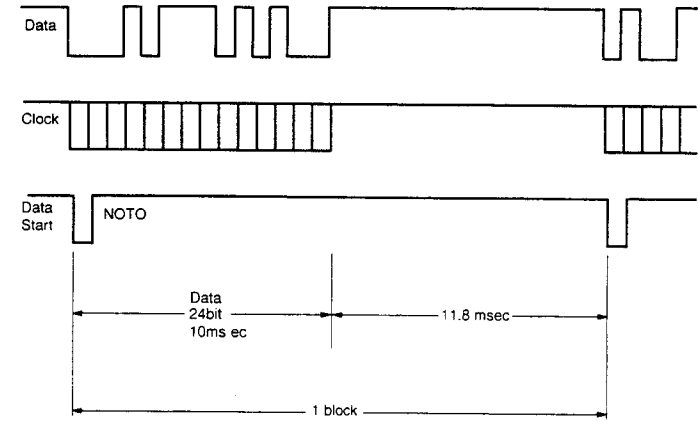 Data
Clock
Data
Start
NOTO
Data
24bit
10ms ec
11.8 msec
1 block